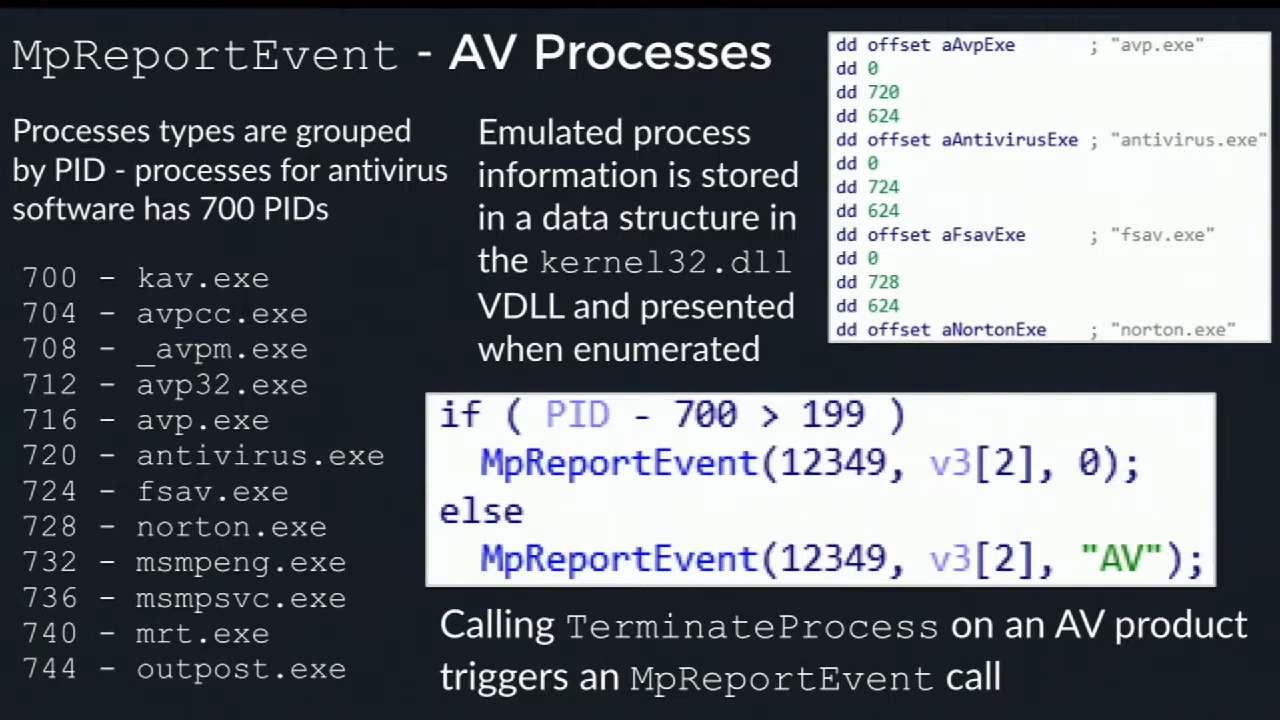 MpReportEvent - AV Processes
Processes types are grouped
by PID - processes for antivirus
software has 700 PIDs
700 - kav.exe
704 - avpcc.exe
708 - _avpm.exe
712 - avp32.exe
716 - avp.exe
720 - antivirus.exe
724 - fsav.exe
728 - norton.exe
732 - msmpeng.exe
736 - msmpsvc.exe
740 - mrt.exe
744 - outpost.exe
Emulated process
information is stored
in a data structure in
the kernel32.dll
VDLL and presented
when enumerated
dd offset aAvpExe ; "avp.exe"
dd 0
dd 720
dd 624
dd offset aAntivirusExe ; "antivirus.exe"
dd 0
dd 724
dd 624
dd offset aFsavExe ; "fsav.exe"
dd 0
dd 728
dd 624
dd offset aNortonExe ; "norton.exe"
if ( PID - 700 > 199 )
MpReportEvent(12349, v3[2], 0);
else
MpReportEvent(12349, v3[2], "AV");
Calling TerminateProcess on an AV product
triggers an MpReportEvent call